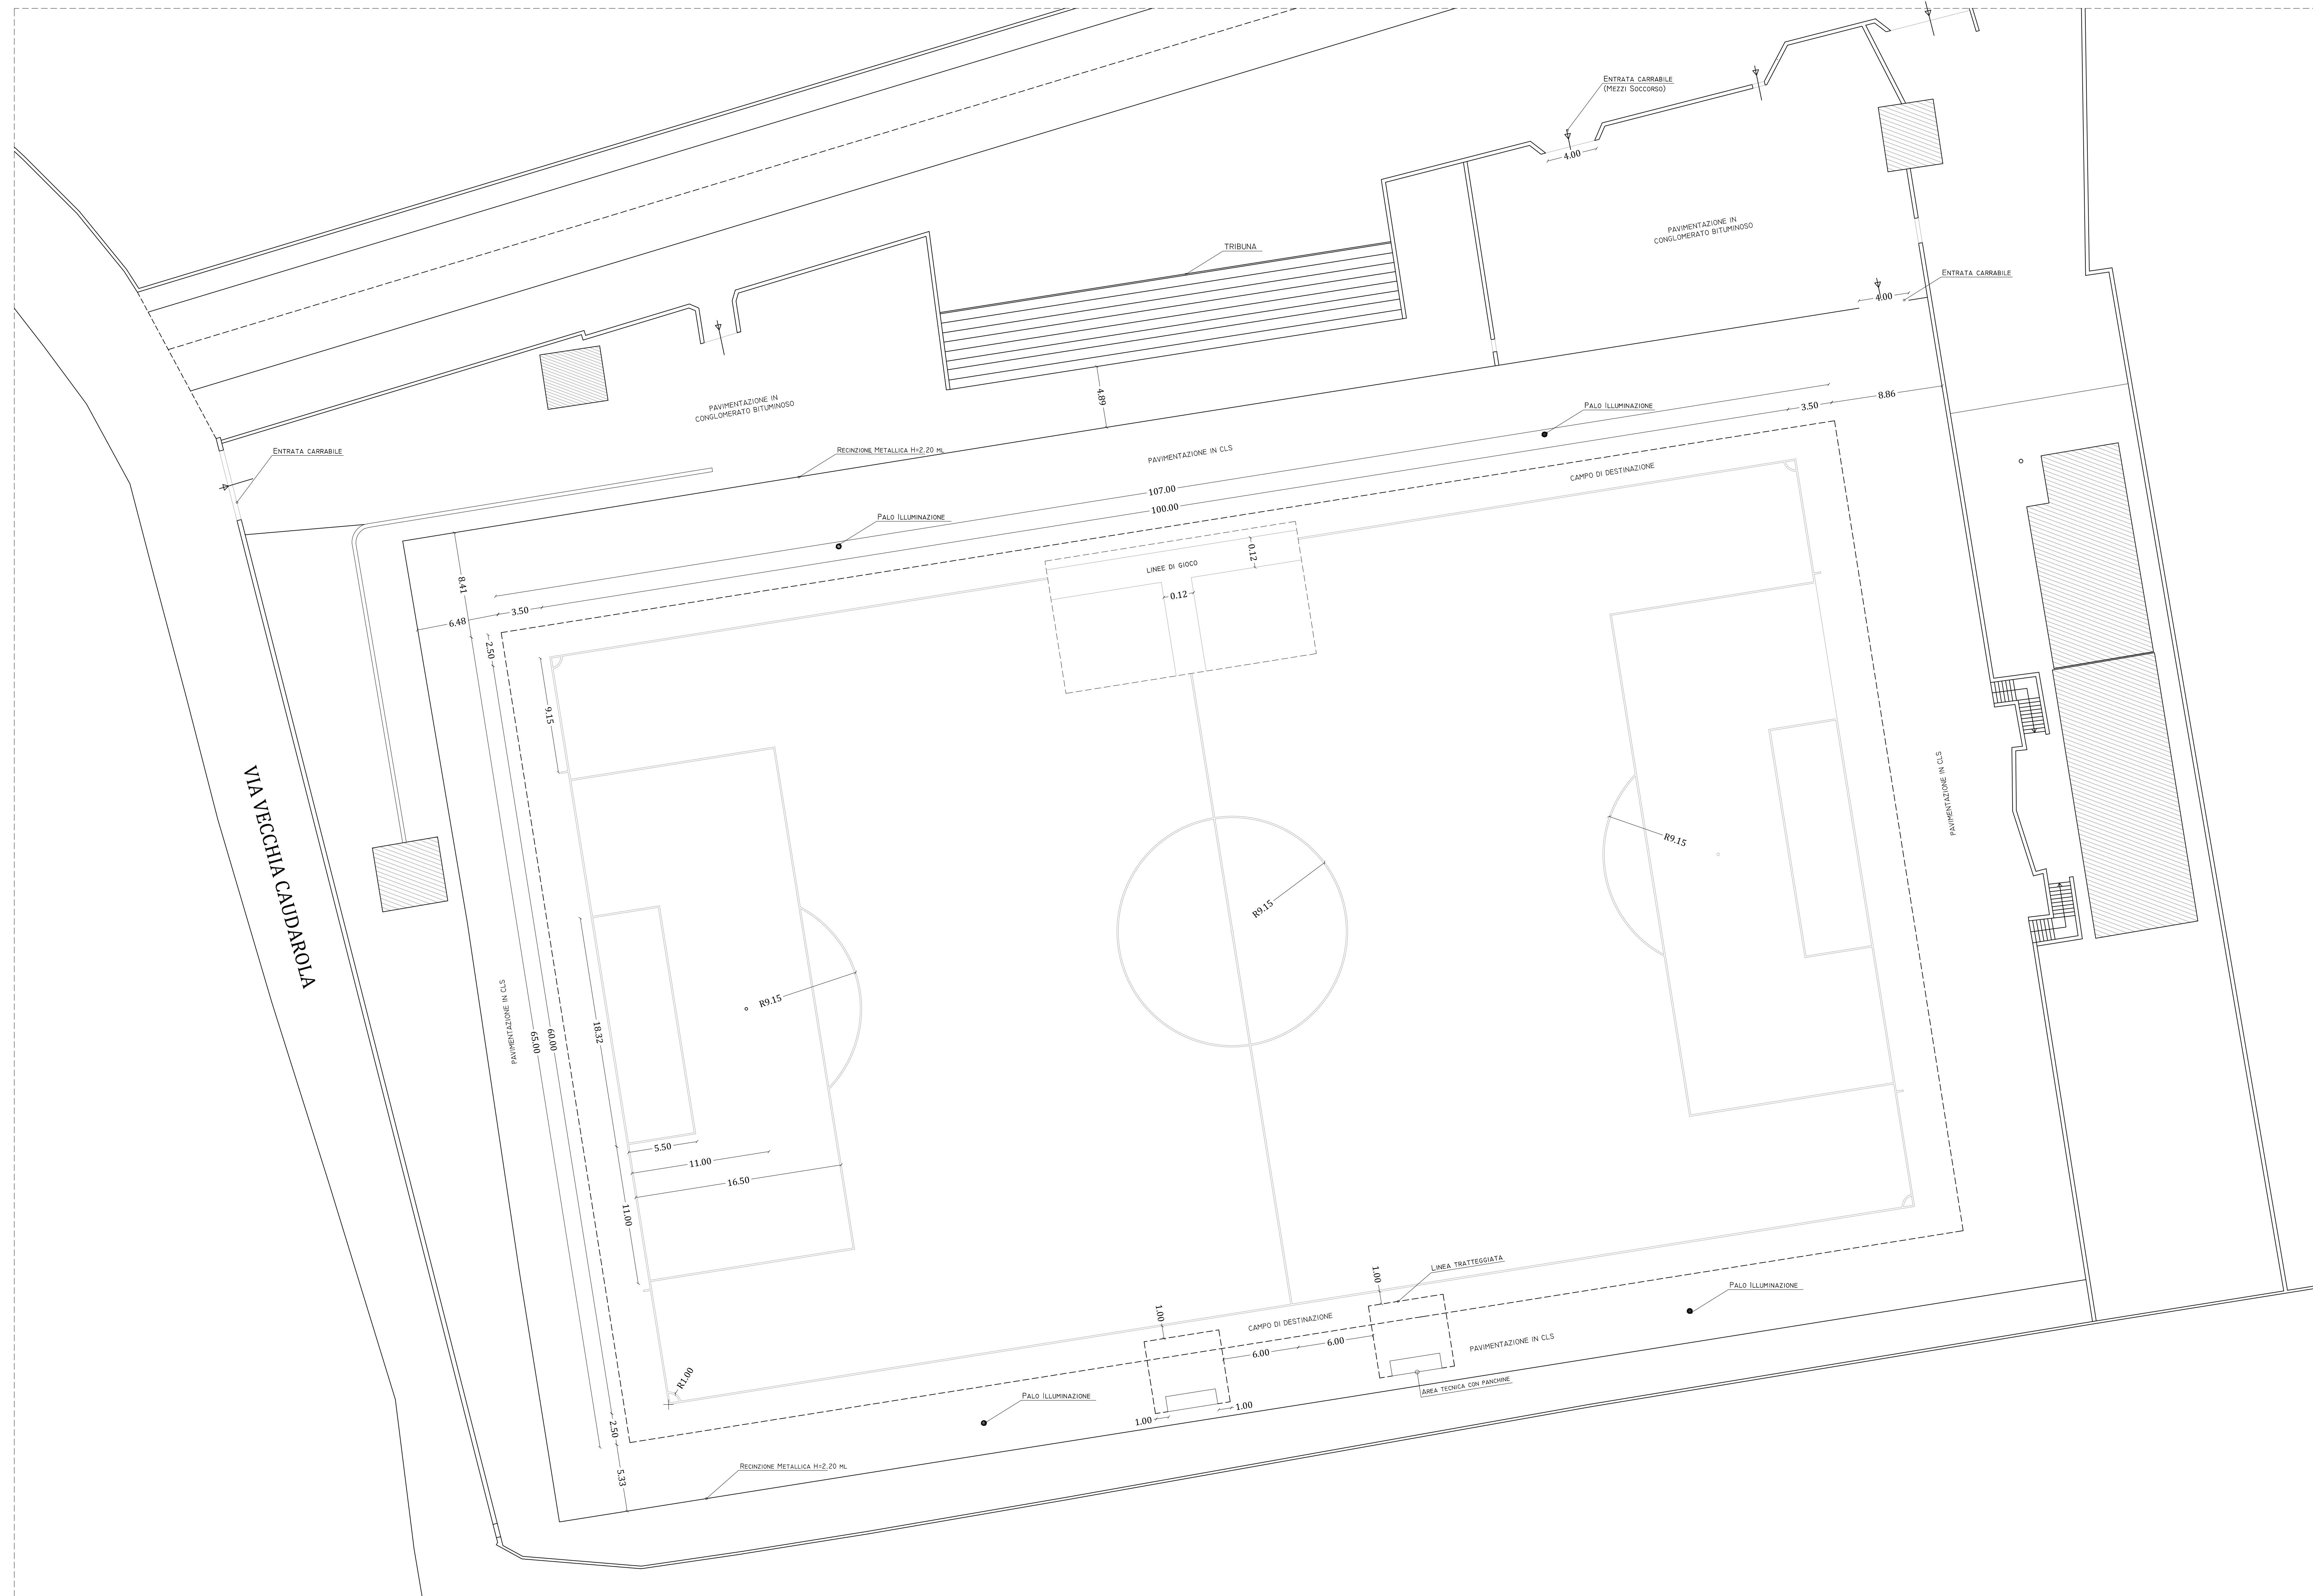 Entrata carrabile
(Mezzi Soccorso)
4.00
Pavimentazione in
conglomerato bituminoso
TRIBUNA
Entrata carrabile
4.00
Pavimentazione in
conglomerato bituminoso
4.89
8.86
3.50
Palo Illuminazione
Entrata carrabile
Recinzione Metallica H=2,20 ml
Pavimentazione in cls
Campo di destinazione
107.00
100.00
Palo Illuminazione
Linee di gioco
0.12
0.12
8.41
6.48
3.50
2.50
9.15
VIA VECCHIA CAUDAROLA
Pavimentazione in cls
R9.15
R9.15
R9.15
Pavimentazione in cls
65.00
60.00
18.32
5.50
11.00
16.50
11.00
1.00
Linea tratteggiata
Palo Illuminazione
1.00
Campo di destinazione
6.00
6.00
Pavimentazione in cls
Area tecnica con panchine
R1.00
Palo Illuminazione
1.00
1.00
2.50
5.33
Recinzione Metallica H=2,20 ml